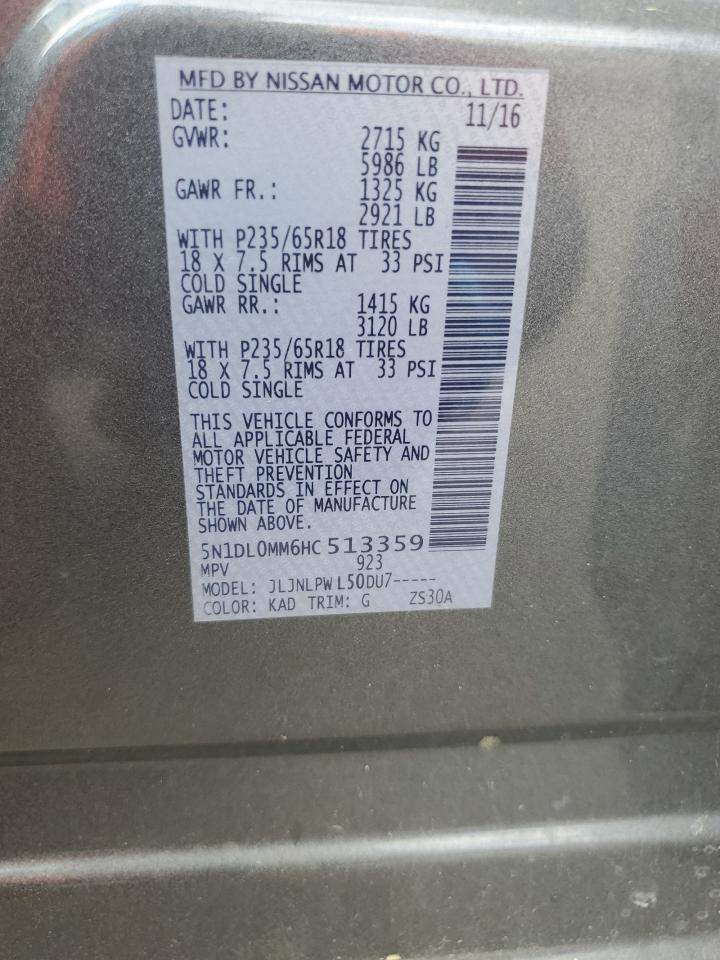 MFD BY NISSAN MOTOR CO., LTD.
DATE: 11/16
GVWR: 2715 KG
5986 LB
GAWR FR.: 1325 KG
2921 LB
WITH P235/65R18 TIRES
18 X 7.5 RIMS AT 33 PSI
COLD SINGLE
GAWR RR.: 1415 KG
3120 LB
WITH P235/65R18 TIRES
18 X 7.5 RIMS AT 33 PSI
COLD SINGLE
THIS VEHICLE CONFORMS TO
ALL APPLICABLE FEDERAL
MOTOR VEHICLE SAFETY AND
THEFT PREVENTION
STANDARDS IN EFFECT ON
THE DATE OF MANUFACTURE
SHOWN ABOVE.
5N1DL0MM6HC 513359
MPV 923
MODEL: JLJNLPW L50DU7-----
COLOR: KAD TRIM: G ZS30A